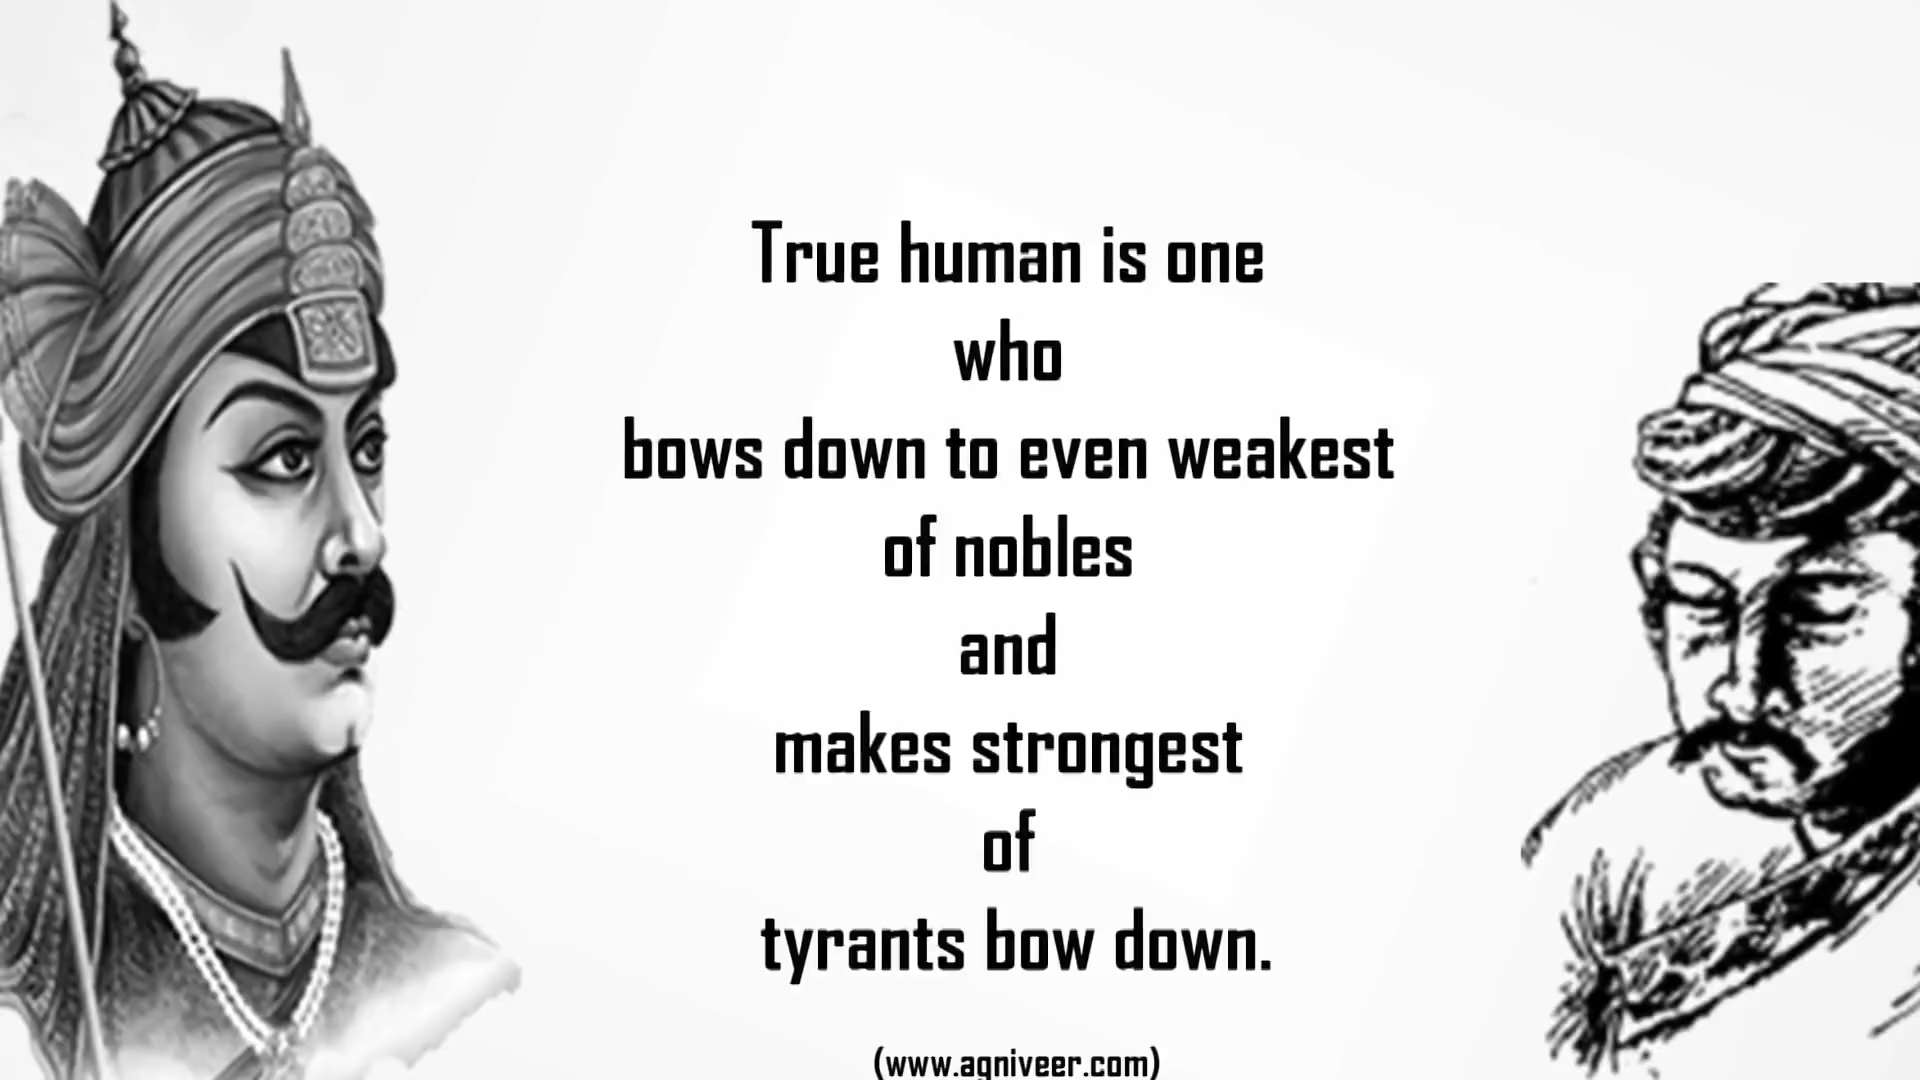 True human is one
who
bows down to even weakest
of nobles
and
makes strongest
of
tyrants bow down.
(www.agniveer.com)